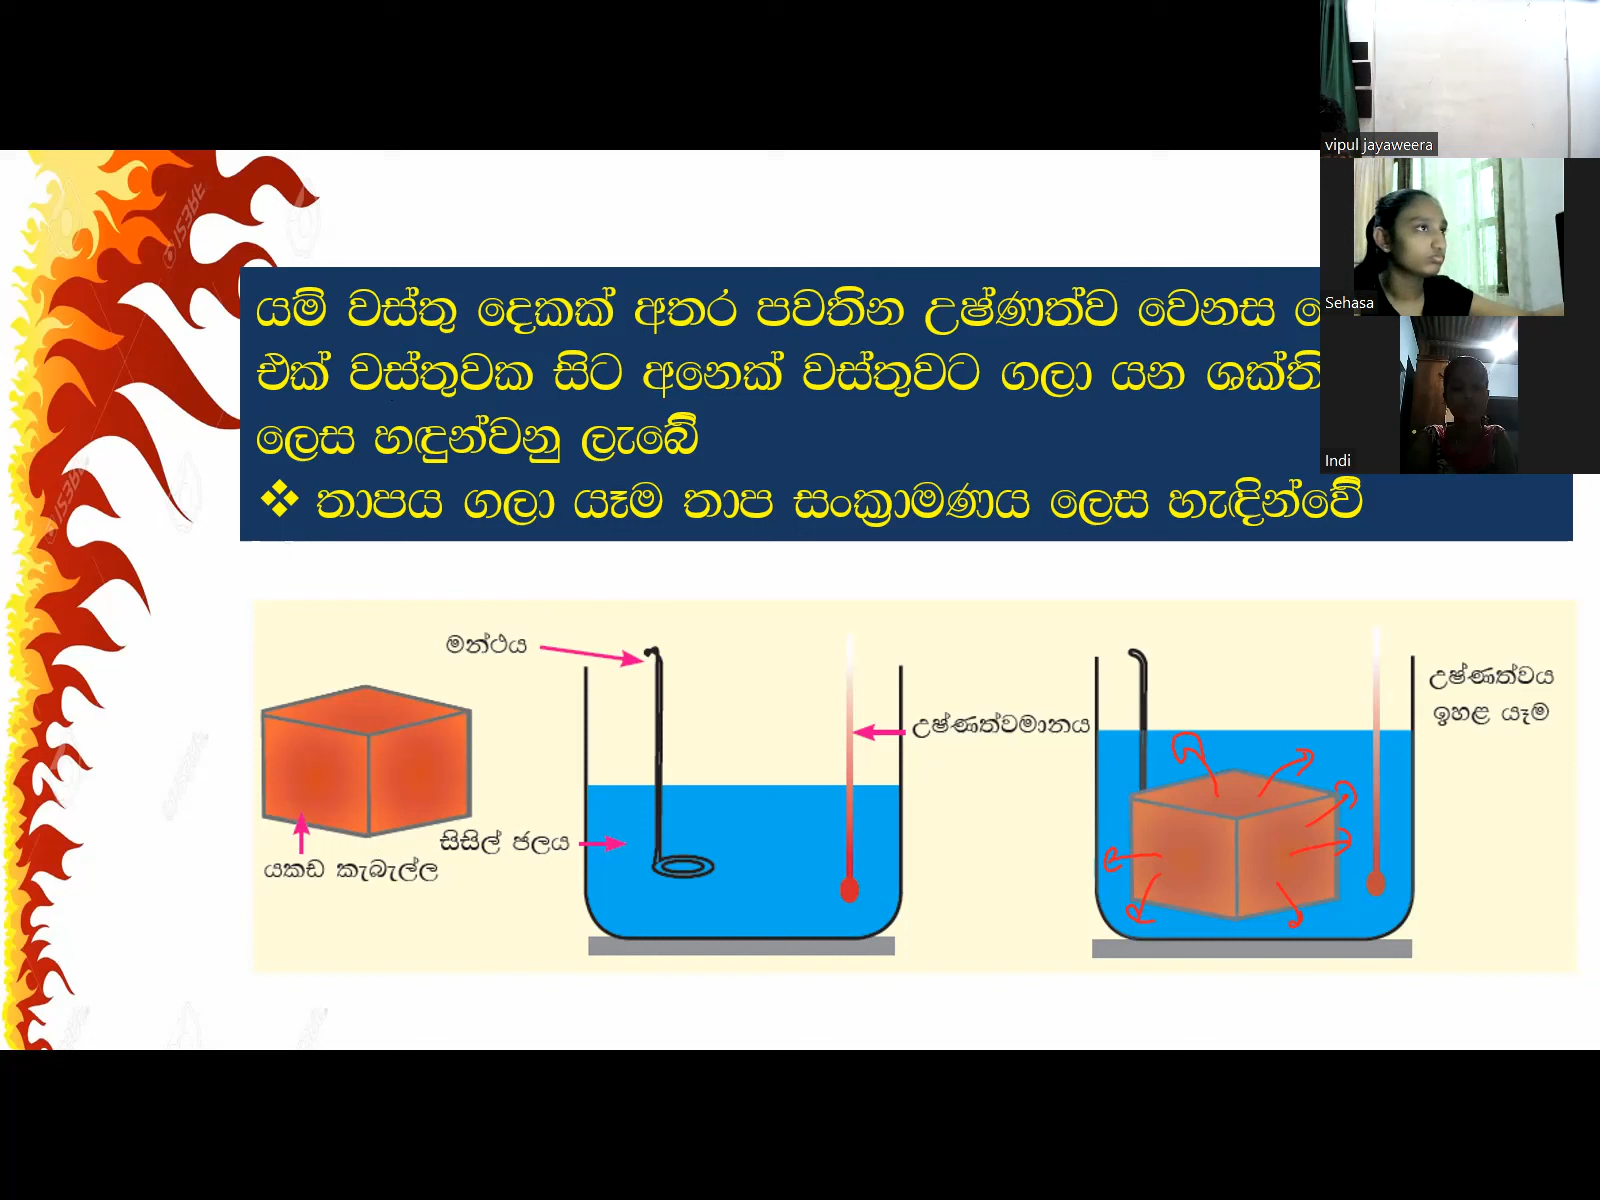 vipul jayaweera
Sehasa
Indi
යම් වස්තු දෙකක් අතර පවතින උෂ්ණත්ව වෙනස
එක් වස්තුවක සිට අනෙක් වස්තුවට ගලා යන ශක්ති
ලෙස හඳුන්වනු ලැබේ
❖ තාපය ගලා යෑම තාප සංක්‍රාමණය ලෙස හැඳින්වේ
මන්ථය
උෂ්ණත්වමානය
සිසිල් ජලය
යකඩ කැබැල්ල
උෂ්ණත්වය
ඉහළ යෑම